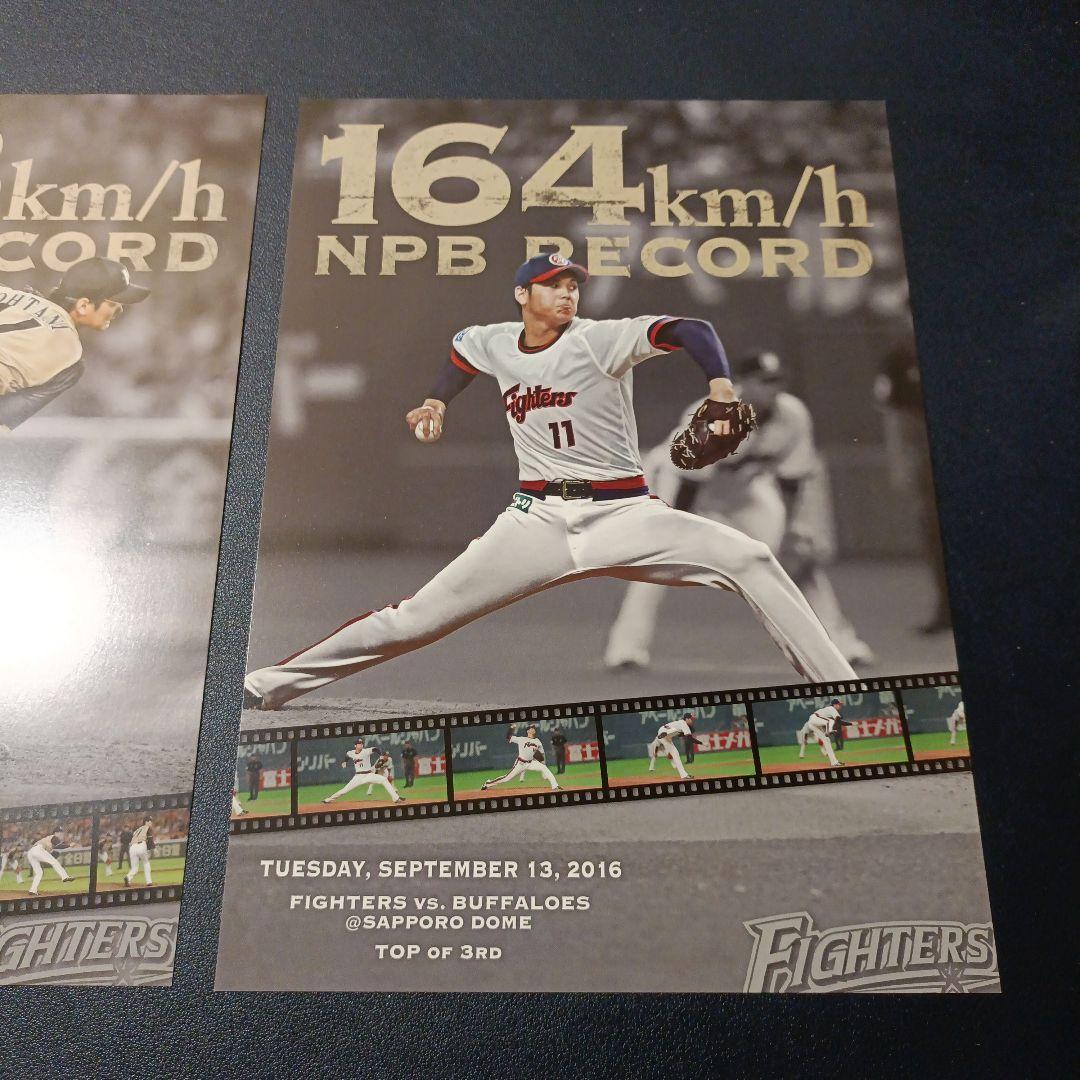 km/h
CORD
OHTANI
FIGHTERS
164km/h
NPB RECORD
Fighters
11
TUESDAY, SEPTEMBER 13, 2016
FIGHTERS vs. BUFFALOES
@SAPPORO DOME
TOP OF 3RD
FIGHTERS